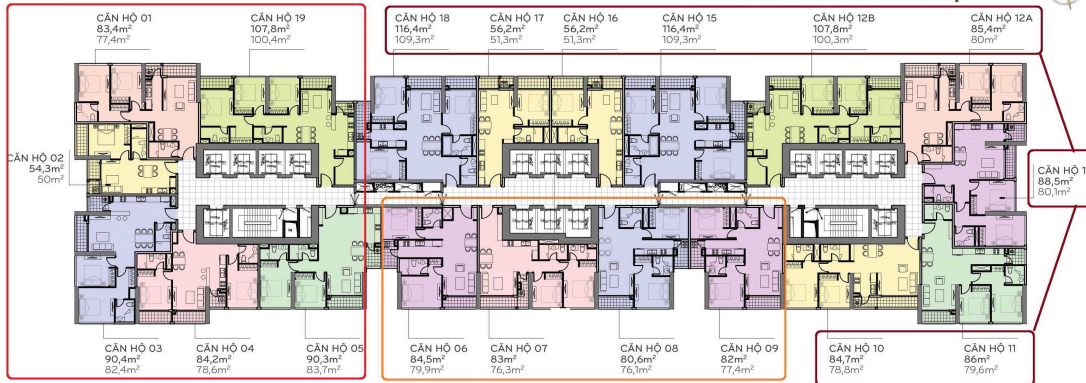 CĂN HỘ 01
83,4m²
77,4m²
CĂN HỘ 19
107,8m²
100,4m²
CĂN HỘ 18
116,4m²
109,3m²
CĂN HỘ 17
56,2m²
51,3m²
CĂN HỘ 16
56,2m²
51,3m²
CĂN HỘ 15
116,4m²
109,3m²
CĂN HỘ 12B
107,8m²
100,3m²
CĂN HỘ 12A
85,4m²
80m²
CĂN HỘ 02
54,3m²
50m²
CĂN HỘ 1
88,5m²
80,1m²
CĂN HỘ 03
90,4m²
82,4m²
CĂN HỘ 04
84,2m²
78,6m²
CĂN HỘ 05
90,3m²
83,7m²
CĂN HỘ 06
84,5m²
79,9m²
CĂN HỘ 07
83m²
76,3m²
CĂN HỘ 08
80,6m²
76,1m²
CĂN HỘ 09
82m²
77,4m²
CĂN HỘ 10
84,7m²
78,8m²
CĂN HỘ 11
86m²
79,6m²